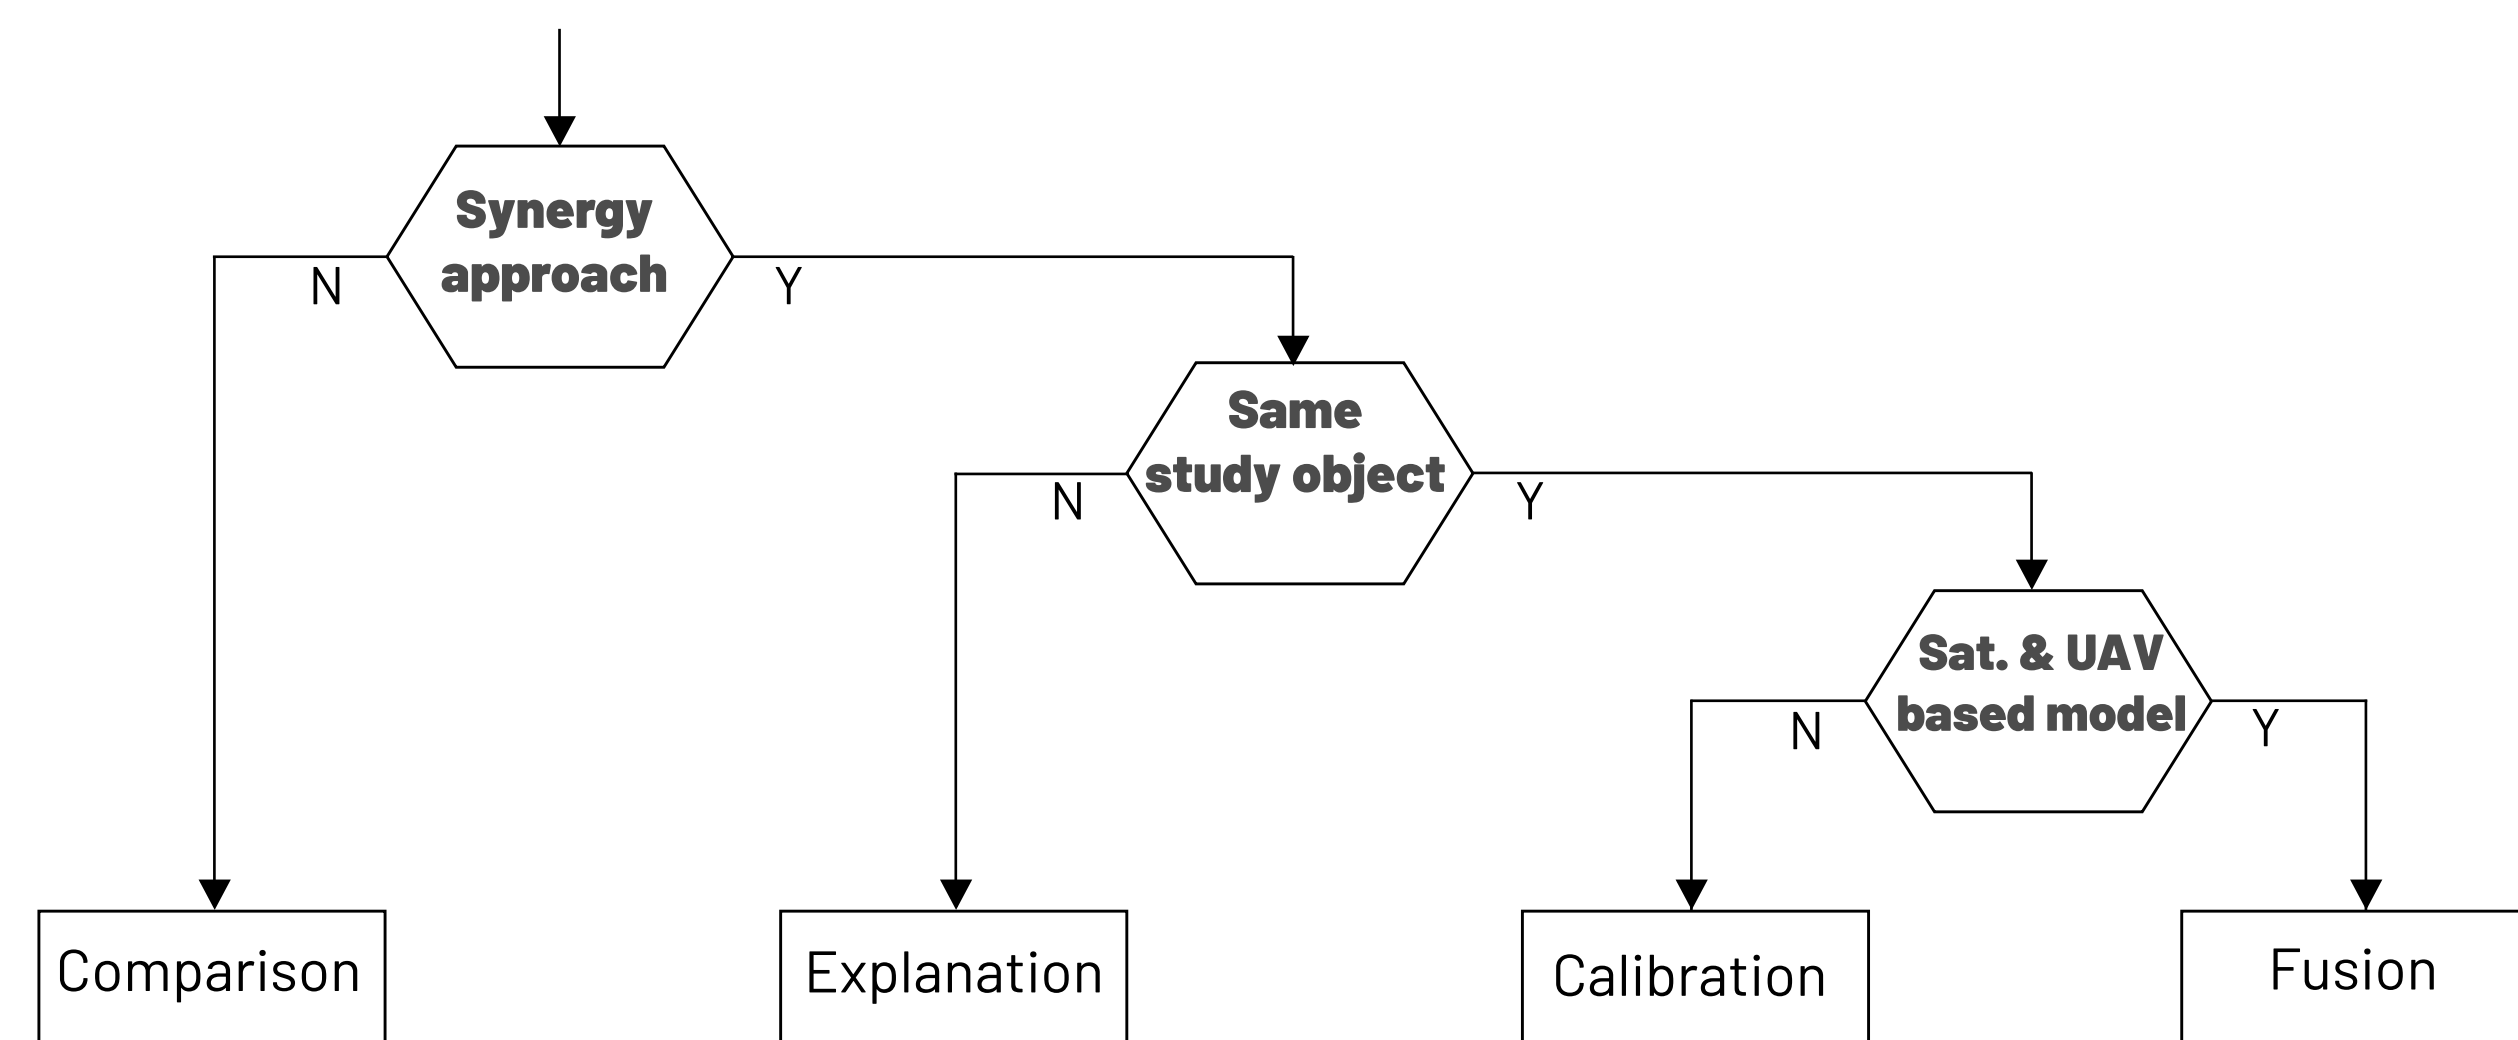 Synergy
approach
N
Y
Same
study object
N
Y
Sat. & UAV
based model
N
Y
Comparison
Explanation
Calibration
Fusion